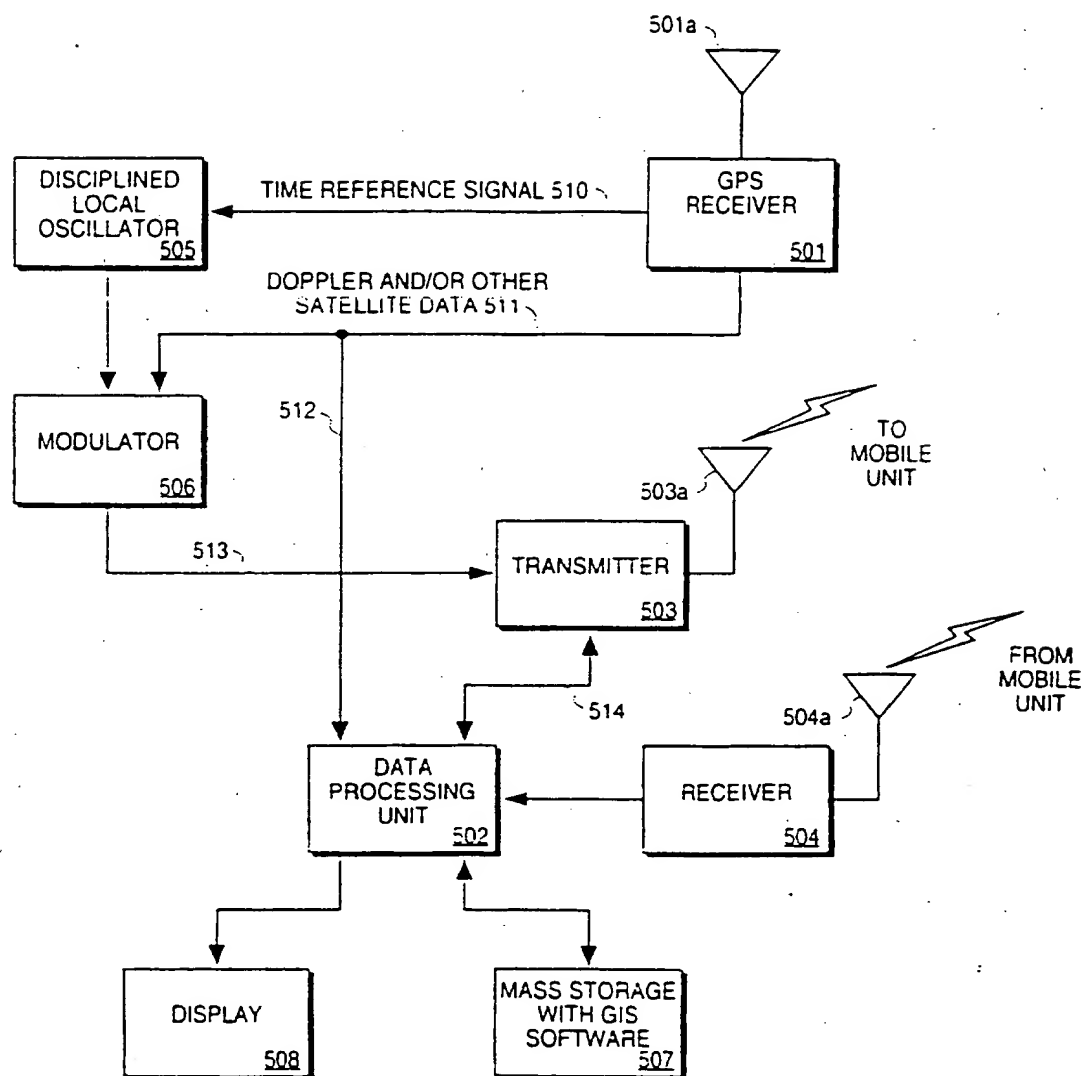 501a
DISCIPLINED
LOCAL
OSCILLATOR
505
TIME REFERENCE SIGNAL 510
GPS
RECEIVER
501
DOPPLER AND/OR OTHER
SATELLITE DATA 511
512
MODULATOR
506
TO
MOBILE
UNIT
503a
513
TRANSMITTER
503
FROM
MOBILE
UNIT
514
504a
DATA
PROCESSING
UNIT
502
RECEIVER
504
DISPLAY
508
MASS STORAGE
WITH GIS
SOFTWARE
507